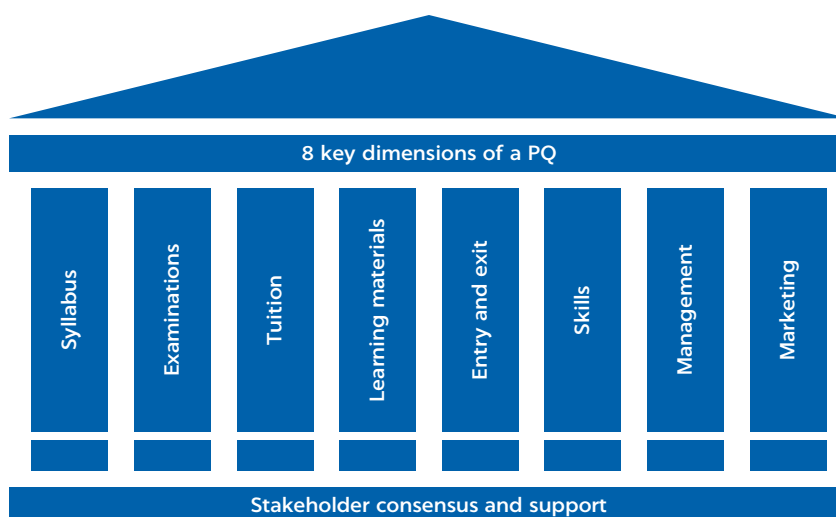 8 key dimensions of a PQ
Syllabus
Examinations
Tuition
Learning materials
Entry and exit
Skills
Management
Marketing
Stakeholder consensus and support